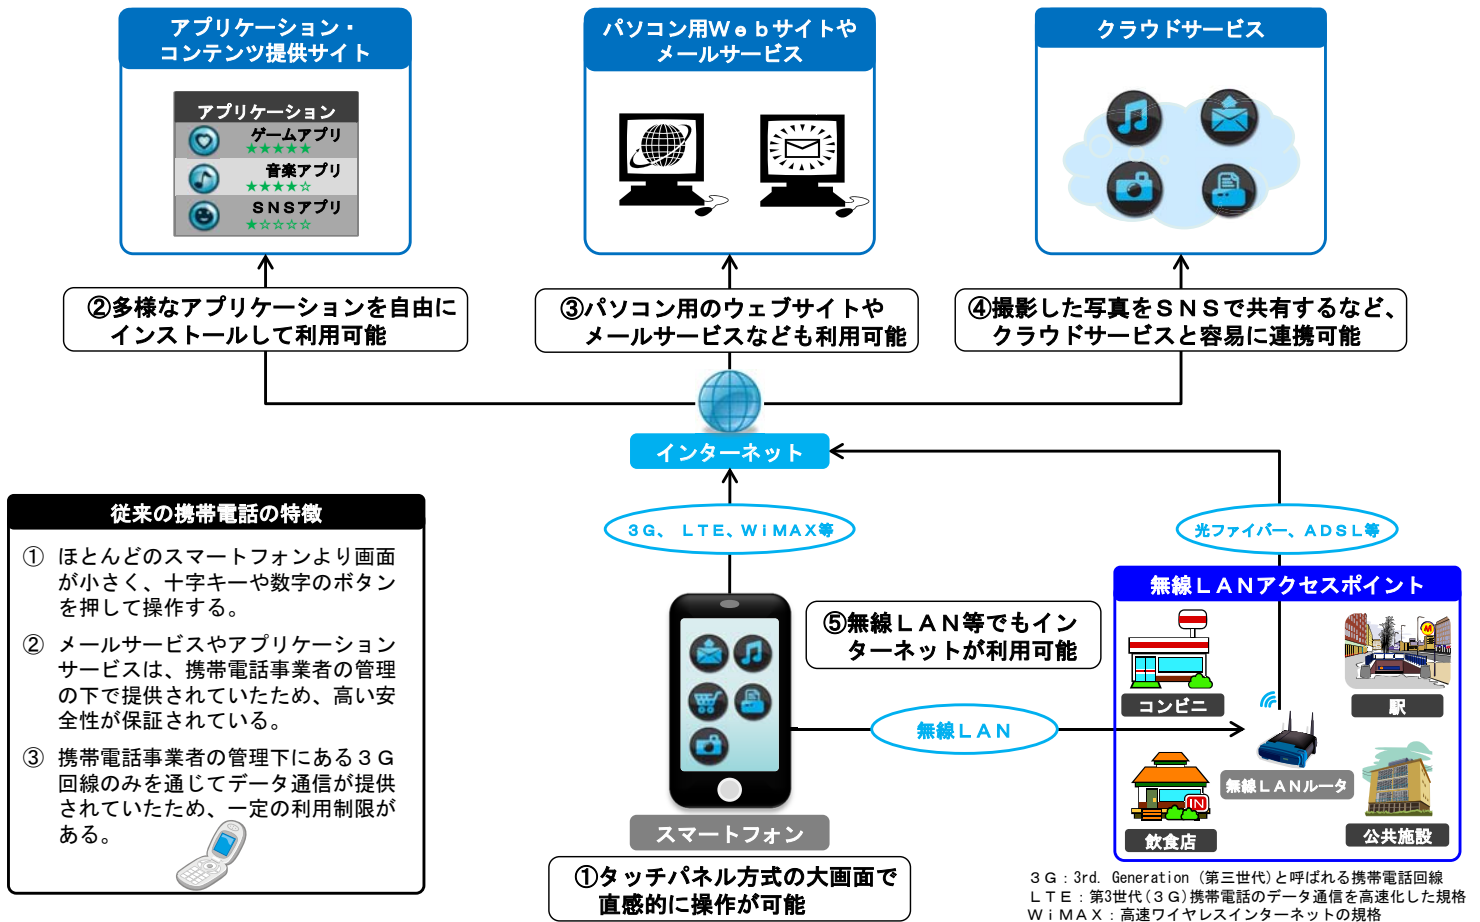 アプリケーション・
コンテンツ提供サイト
アプリケーション
ゲームアプリ
★★★★★
音楽アプリ
★★★★☆
ＳＮＳアプリ
★☆☆☆☆
パソコン用Ｗｅｂサイトや
メールサービス
クラウドサービス
②多様なアプリケーションを自由に
インストールして利用可能
③パソコン用のウェブサイトや
メールサービスなども利用可能
④撮影した写真をＳＮＳで共有するなど、
クラウドサービスと容易に連携可能
インターネット
３Ｇ、ＬＴＥ、ＷｉＭＡＸ等
光ファイバー、ＡＤＳＬ等
従来の携帯電話の特徴
① ほとんどのスマートフォンより画面
が小さく、十字キーや数字のボタン
を押して操作する。
② メールサービスやアプリケーション
サービスは、携帯電話事業者の管理
の下で提供されていたため、高い安
全性が保証されている。
③ 携帯電話事業者の管理下にある３Ｇ
回線のみを通じてデータ通信が提供
されていたため、一定の利用制限が
ある。
⑤無線ＬＡＮ等でもイン
ターネットが利用可能
無線ＬＡＮ
スマートフォン
①タッチパネル方式の大画面で
直感的に操作が可能
無線ＬＡＮアクセスポイント
コンビニ
M
駅
無線ＬＡＮルータ
IN
飲食店
公共施設
３Ｇ：3rd. Generation (第三世代)と呼ばれる携帯電話回線
ＬＴＥ：第3世代(３Ｇ)携帯電話のデータ通信を高速化した規格
ＷｉＭＡＸ：高速ワイヤレスインターネットの規格